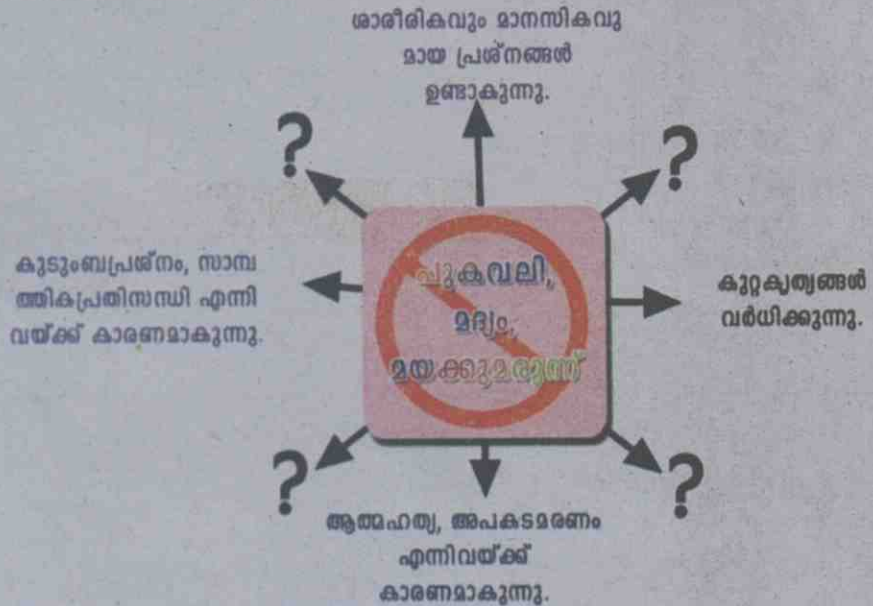 ശാരീരികവും മാനസികവു
മായ പ്രശ്നങ്ങൾ
ഉണ്ടാകുന്നു.
?
?
കുടുംബപ്രശ്നം, സാമ്പ
ത്തികപ്രതിസന്ധി എന്നി
വയ്ക്ക് കാരണമാകുന്നു.
പുകവലി,
മദ്യം,
മയക്കുമരുന്ന്
കുറ്റകൃത്യങ്ങൾ
വർധിക്കുന്നു.
?
?
ആത്മഹത്യ, അപകടമരണം
എന്നിവയ്ക്ക്
കാരണമാകുന്നു.